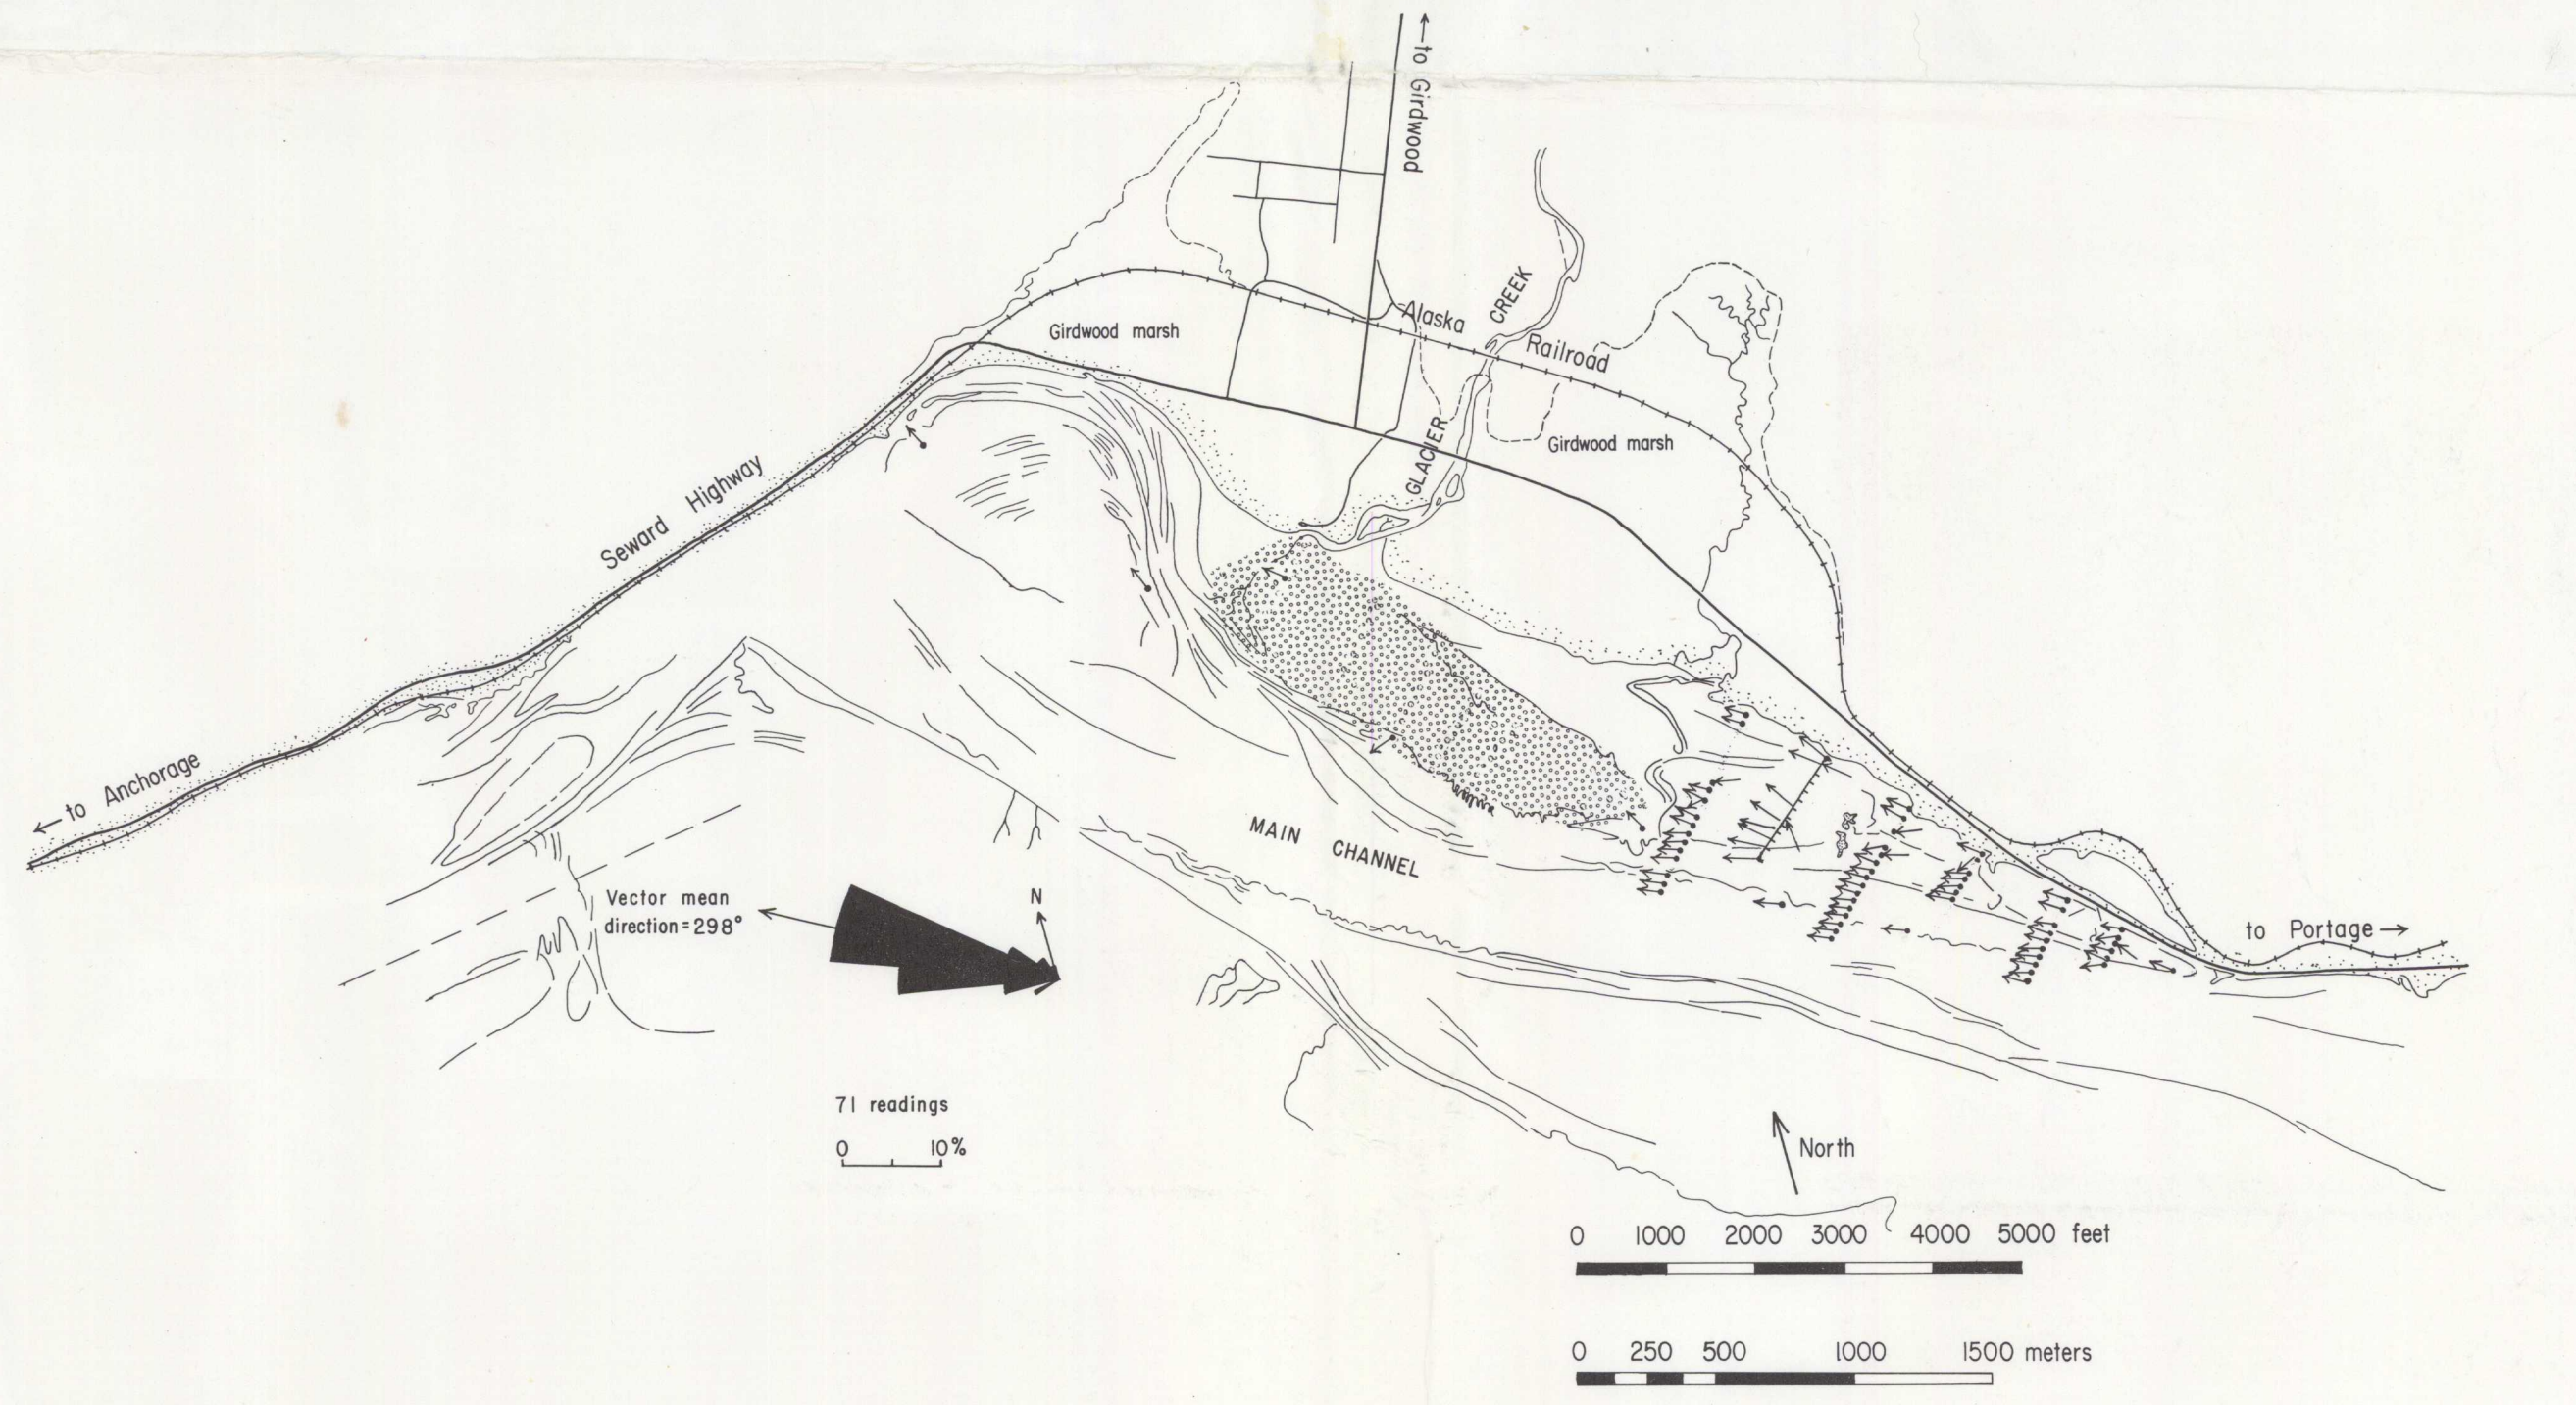 ← to Girdwood
Alaska Railroad
GLACIER CREEK
Girdwood marsh
Girdwood marsh
Seward Highway
← to Anchorage
MAIN CHANNEL
Vector mean
direction = 298°
N
to Portage →
71 readings
0 10%
North
0 1000 2000 3000 4000 5000 feet
0 250 500 1000 1500 meters